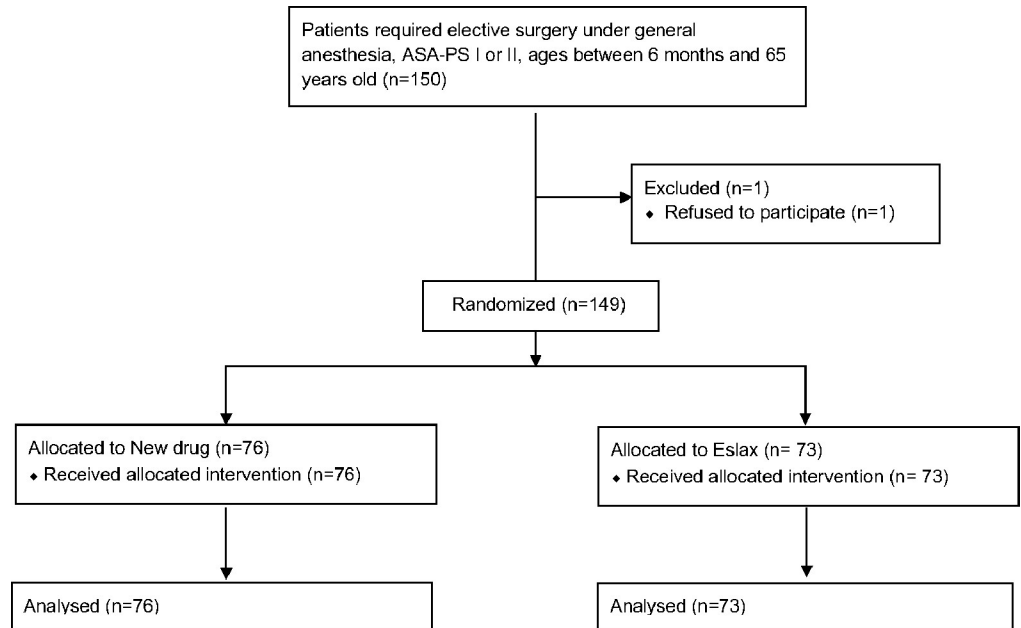 Patients required elective surgery under general
anesthesia, ASA-PS I or II, ages between 6 months and 65
years old (n=150)
Excluded (n=1)
⬥ Refused to participate (n=1)
Randomized (n=149)
Allocated to New drug (n=76)
⬥ Received allocated intervention (n=76)
Allocated to Eslax (n= 73)
⬥ Received allocated intervention (n= 73)
Analysed (n=76)
Analysed (n=73)